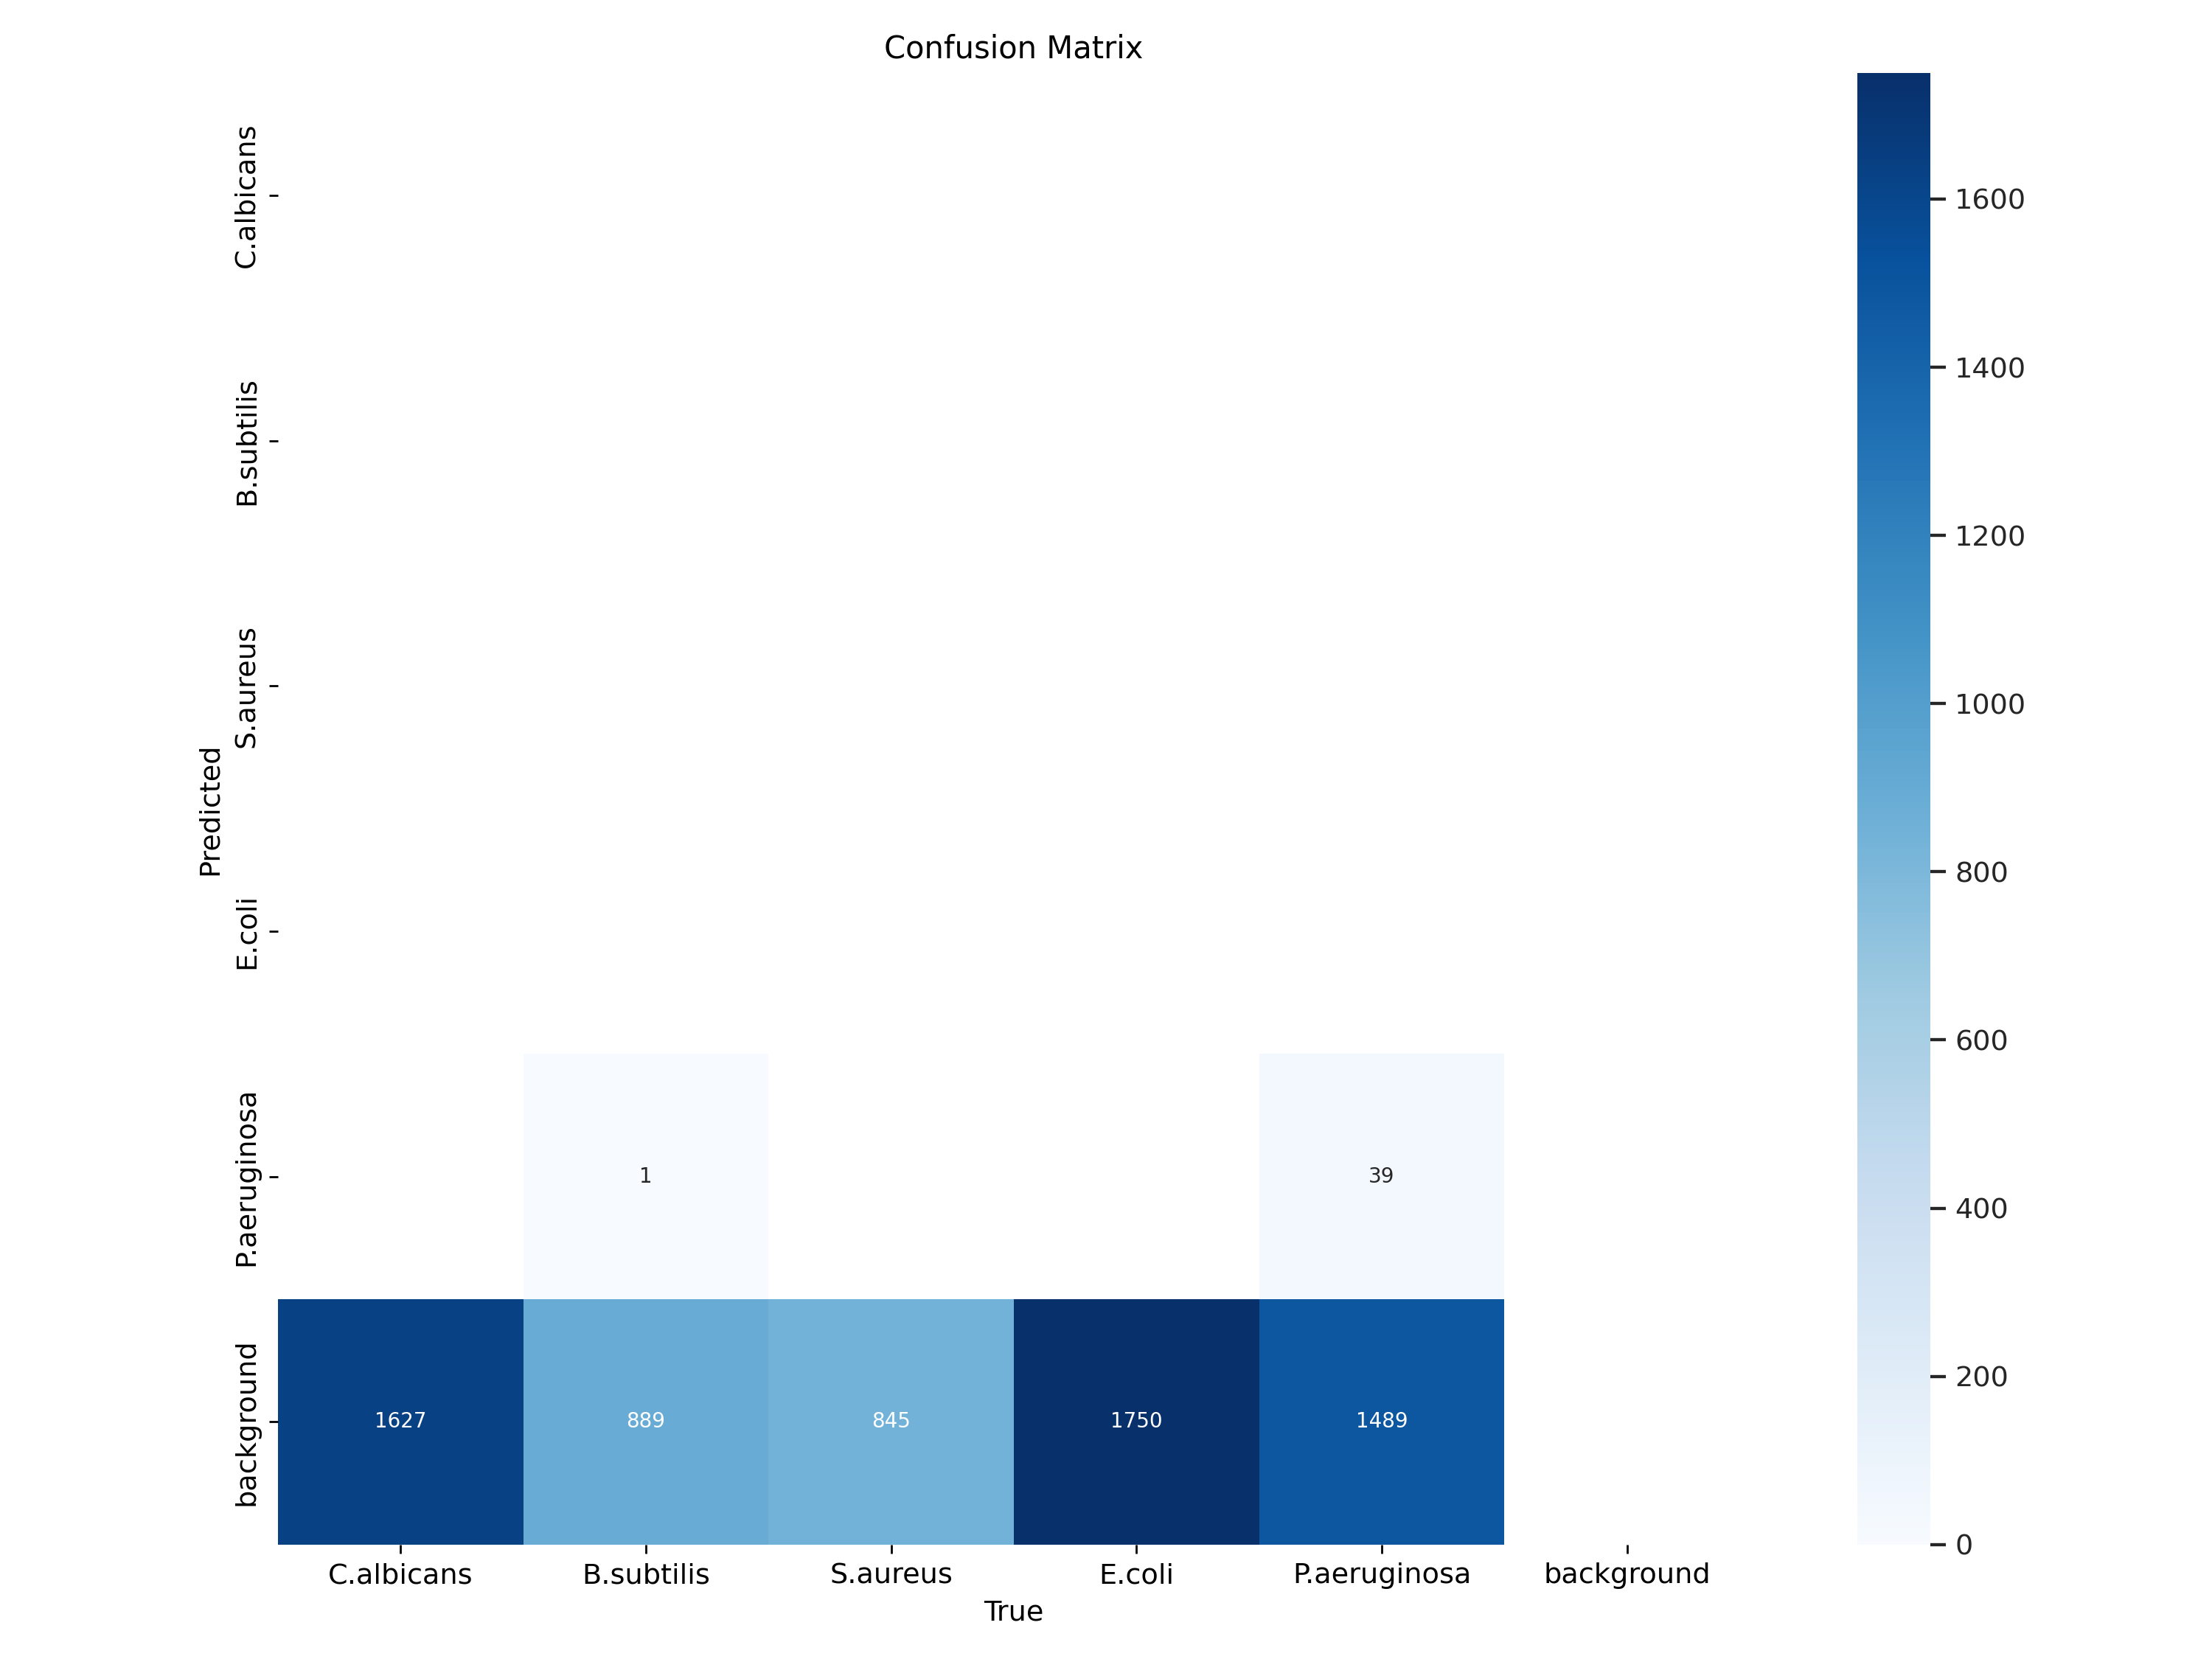 Confusion Matrix
C.albicans
B.subtilis
S.aureus
E.coli
P.aeruginosa
background
Predicted
1 39
1627 889 845 1750 1489
C.albicans B.subtilis S.aureus E.coli P.aeruginosa background
True
1600
1400
1200
1000
800
600
400
200
0